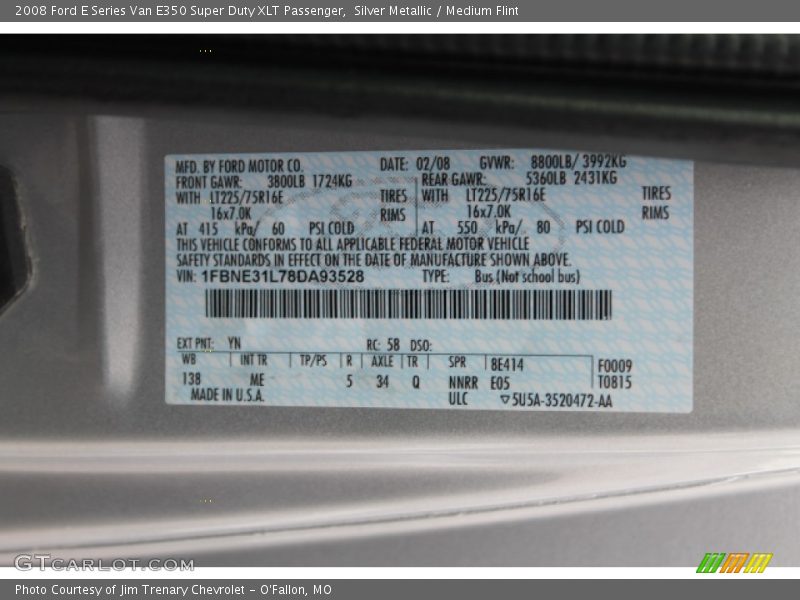 2008 Ford E Series Van E350 Super Duty XLT Passenger, Silver Metallic / Medium Flint
MFD. BY FORD MOTOR CO. DATE: 02/08 GVWR: 8800LB/ 3992KG
FRONT GAWR: 3800LB 1724KG REAR GAWR: 5360LB 2431KG
WITH LT225/75R16E TIRES WITH LT225/75R16E TIRES
16x7.0K RIMS 16x7.0K RIMS
AT 415 kPa/ 60 PSI COLD AT 550 kPa/ 80 PSI COLD
THIS VEHICLE CONFORMS TO ALL APPLICABLE FEDERAL MOTOR VEHICLE
SAFETY STANDARDS IN EFFECT ON THE DATE OF MANUFACTURE SHOWN ABOVE.
VIN: 1FBNE31L78DA93528 TYPE: Bus (Not school bus)
EXT PNT: YN RC: 58 DSO:
WB INT TR TP/PS R AXLE TR SPR 8E414 F0009
138 ME 5 34 Q NNRR E05 T0815
MADE IN U.S.A. ULC ▽5U5A-3520472-AA
GTCARLOT.COM
Photo Courtesy of Jim Trenary Chevrolet - O'Fallon, MO